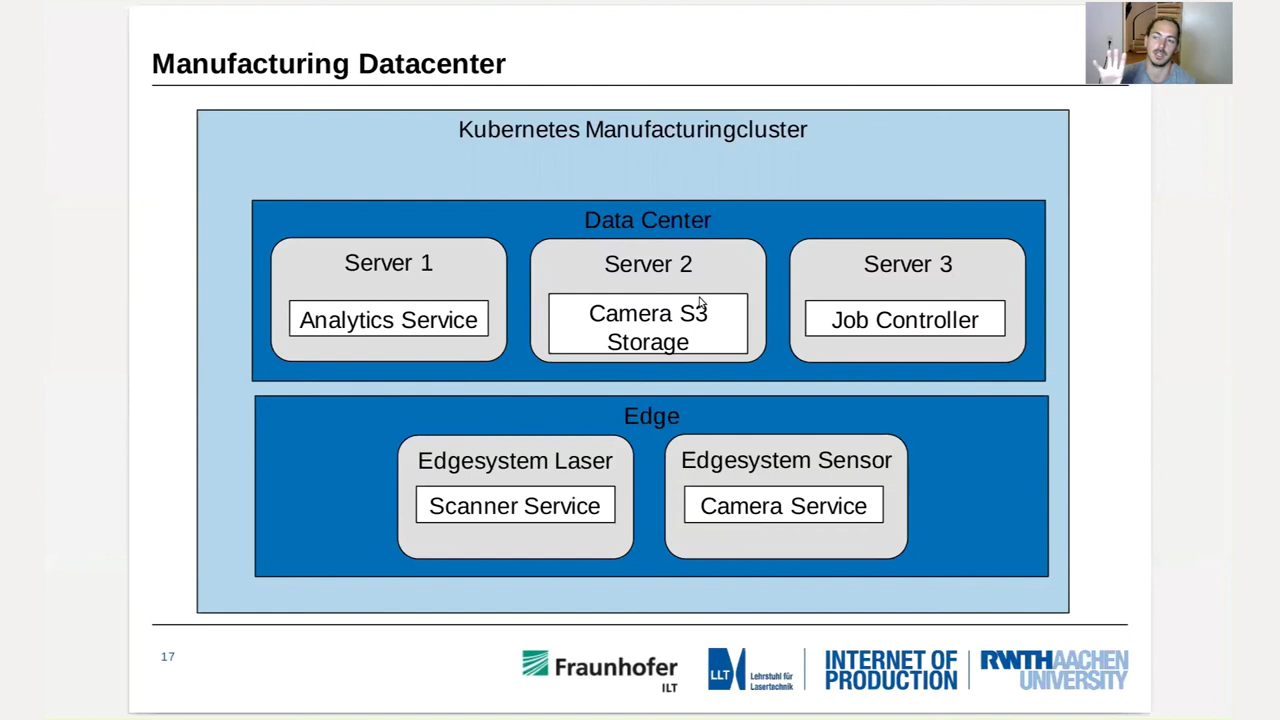 Manufacturing Datacenter
Kubernetes Manufacturingcluster
Data Center
Server 1
Analytics Service
Server 2
Camera S3
Storage
Server 3
Job Controller
Edge
Edgesystem Laser
Scanner Service
Edgesystem Sensor
Camera Service
17
Fraunhofer
ILT
LLT
Lehrstuhl für
Lasertechnik
INTERNET OF
PRODUCTION
RWTHAACHEN
UNIVERSITY